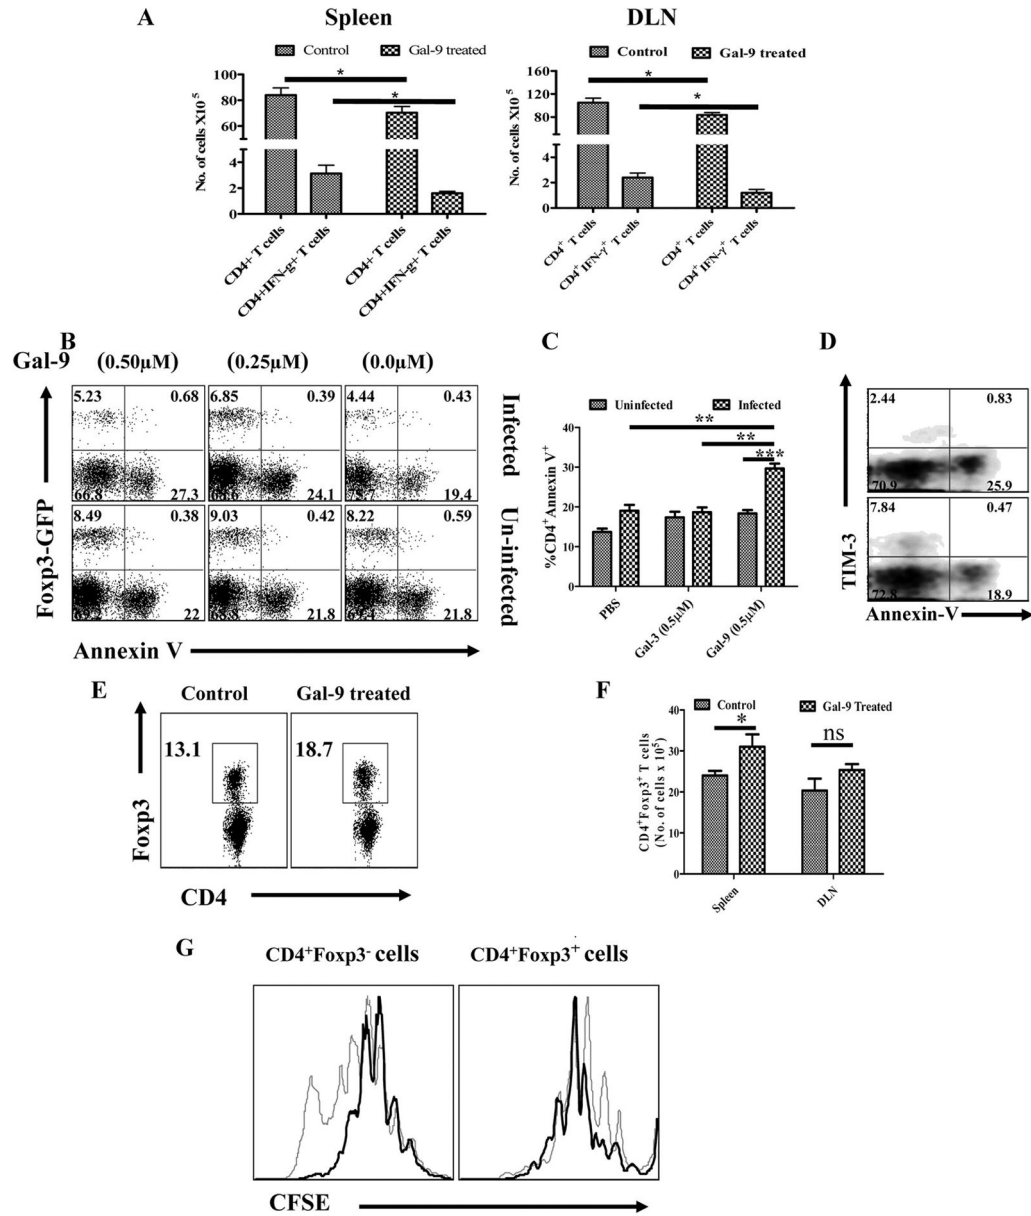 A
Spleen
DLN
Control
Gal-9 treated
Control
Gal-9 treated
No. of cells X10⁵
100
80
60
4
2
0
*
*
CD4+ T cells
CD4+IFN-g+ T cells
CD4+ T cells
CD4+IFN-g+ T cells
No. of cells X10⁵
160
120
80
4
2
0
*
*
CD4⁺ T cells
CD4⁺IFN-γ⁺ T cells
CD4⁺ T cells
CD4⁺IFN-γ⁺ T cells
B
Gal-9
(0.50µM)
(0.25µM)
(0.0µM)
5.23
0.68
6.85
0.39
4.44
0.43
66.8
27.3
24.1
19.4
8.49
0.38
9.03
0.42
8.22
0.59
22
21.8
21.8
Foxp3-GFP
Annexin V
Infected
Un-infected
C
Uninfected
Infected
%CD4⁺Annexin V⁺
40
30
20
10
0
**
**
***
PBS
Gal-3 (0.5µM)
Gal-9 (0.5µM)
D
2.44
0.83
70.9
25.9
7.84
0.47
72.8
18.9
TIM-3
Annexin-V
E
Control
Gal-9 treated
13.1
18.7
Foxp3
CD4
F
Control
Gal-9 Treated
CD4⁺Foxp3⁺ T cells
(No. of cells x 10⁵)
40
30
20
10
0
*
ns
Spleen
DLN
G
CD4⁺Foxp3⁻ cells
CD4⁺Foxp3⁺ cells
CFSE